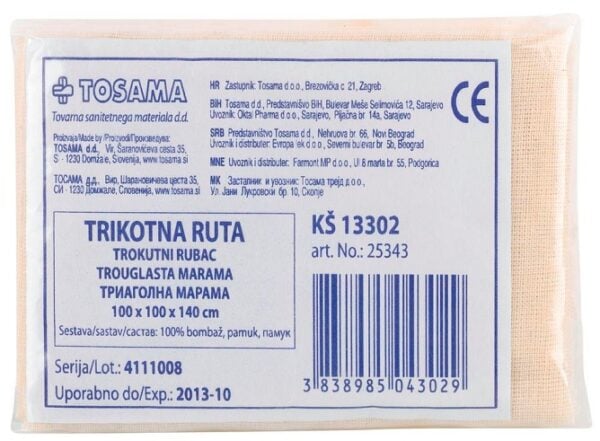 TOSAMA
Tovarna sanitetnega materiala d.d.
Proizvaja/Made by/Proizvodi/Произведува:
TOSAMA d.d., Vir, Šaranovičeva cesta 35,
S - 1230 Domžale, Slovenija, www.tosama.si
ТОСАМА д.д., Вир, Шарановичева цеста 35,
СИ - 1230 Домжале, Словенија, www.tosama.si
HR Zastupnik: Tosama d.o.o., Brezovička c. 21, Zagreb
BiH Tosama d.d., Predstavništvo BiH, Bulevar Meše Selimovića 12, Sarajevo
Uvoznik: Oktal Pharma d.o.o., Pijačna br. 14a, Sarajevo
SRB Predstavništvo Tosama d.d., Nehruova br. 66, Novi Beograd
Uvoznik i distributer: Evropa lek d.o.o., Severni bulevar br. 5b, Beograd
MNE Uvoznik i distributer: Farmont MP d.o.o., Ul 8 marta br. 55, Podgorica
MK Застапник и увозник: Тосама трејд д.о.о.,
Ул. Јани Лукровски бр. 10, Скопје
CE
TRIKOTNA RUTA
TROKUTNI RUBAC
TROUGLASTA MARAMA
ТРИАГОЛНА МАРАМА
100 x 100 x 140 cm
Sestava/sastav/состав: 100% bombaž, pamuk, памук
KŠ 13302
art. No.: 25343
Serija/Lot.: 4111008
Uporabno do/Exp.: 2013-10
3 838985 043029